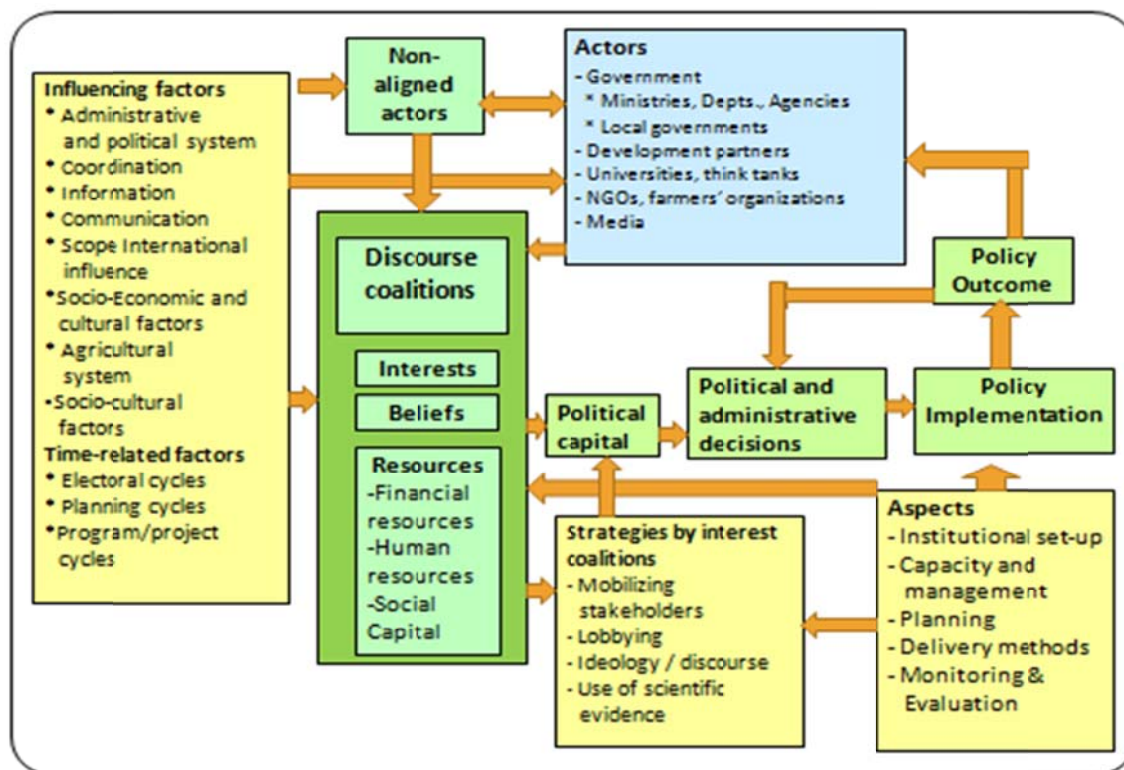 Influencing factors
* Administrative
and political system
* Coordination
* Information
* Communication
* Scope International
influence
*Socio-Economic and
cultural factors
* Agricultural
system
-Socio-cultural
factors
Time-related factors
* Electoral cycles
* Planning cycles
*Program/project
cycles
Non-
aligned
actors
Actors
- Government
* Ministries, Depts., Agencies
* Local governments
- Development partners
- Universities, think tanks
- NGOs, farmers' organizations
- Media
Discourse
coalitions
Interests
Beliefs
Resources
-Financial
resources
-Human
resources
-Social
Capital
Political
capital
Political and
administrative
decisions
Policy
Outcome
Policy
Implementation
Strategies by interest
coalitions
- Mobilizing
stakeholders
- Lobbying
- Ideology / discourse
- Use of scientific
evidence
Aspects
- Institutional set-up
- Capacity and
management
- Planning
- Delivery methods
- Monitoring &
Evaluation